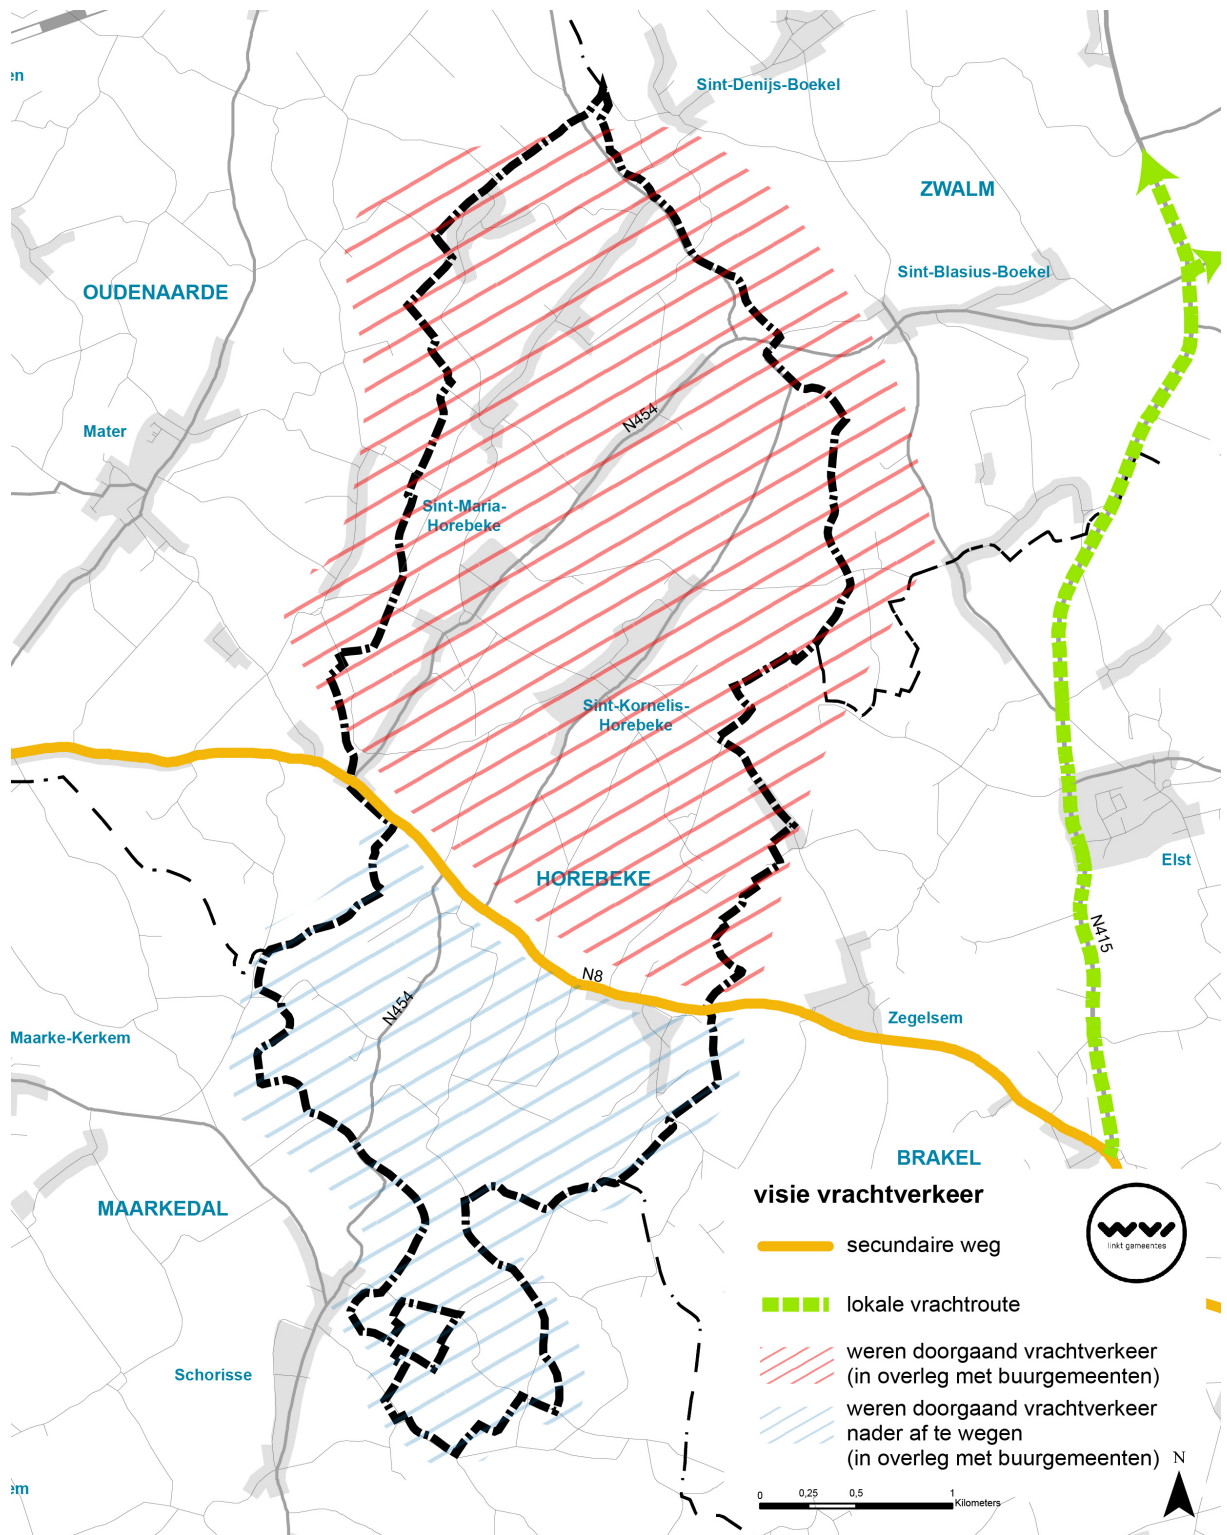 en
Sint-Denijs-Boekel
ZWALM
Sint-Blasius-Boekel
OUDENAARDE
N454
Mater
Sint-Maria-
Horebeke
Sint-Kornelis-
Horebeke
Elst
HOREBEKE
N415
N8
N454
Zegelsem
Maarke-Kerkem
BRAKEL
MAARKEDAL
Schorisse
em
visie vrachtverkeer
linkt gemeentes
secundaire weg
lokale vrachtroute
weren doorgaand vrachtverkeer
(in overleg met buurgemeenten)
weren doorgaand vrachtverkeer
nader af te wegen
(in overleg met buurgemeenten)
N
0 0,25 0,5 1
Kilometers